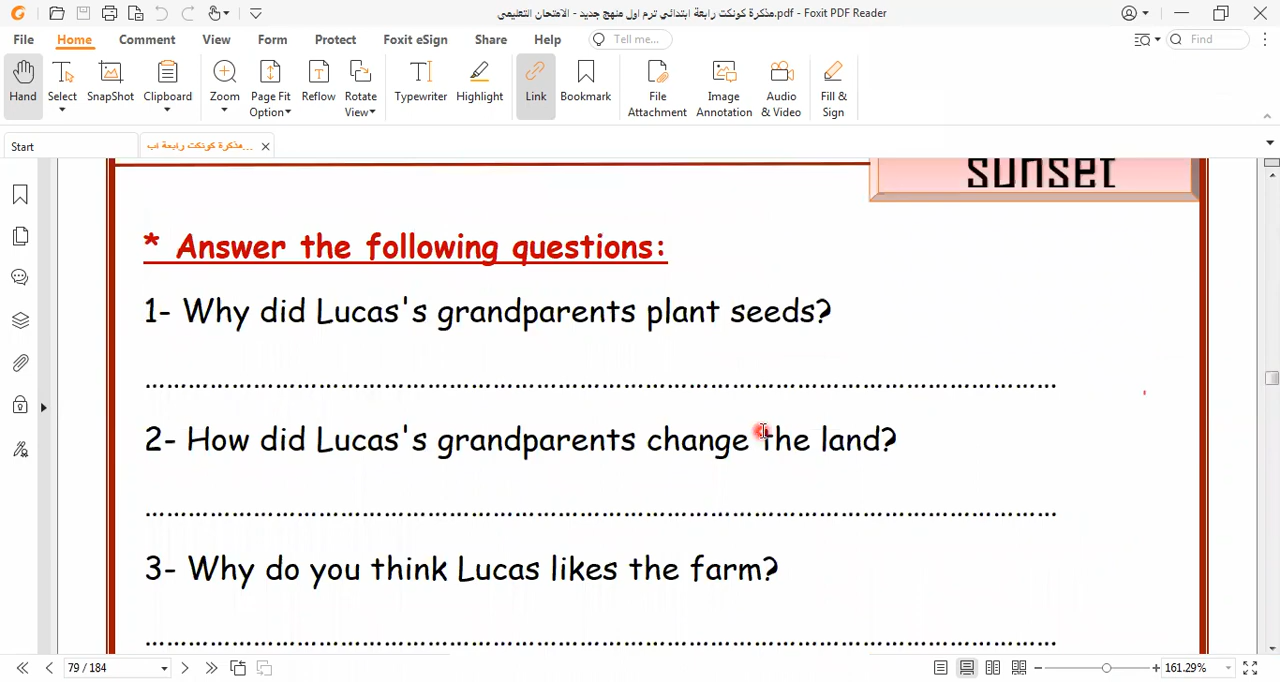 مذكرة كونكت رابعة ابتدائي ترم اول منهج جديد - الامتحان التعليمي.pdf - Foxit PDF Reader
File Home Comment View Form Protect Foxit eSign Share Help Tell me... Find
Hand Select SnapShot Clipboard Zoom Page Fit Option Reflow Rotate View Typewriter Highlight Link Bookmark File Attachment Image Annotation Audio & Video Fill & Sign
Start مذكرة كونكت رابعة اب...
sunset
* Answer the following questions:
1- Why did Lucas's grandparents plant seeds?
2- How did Lucas's grandparents change the land?
3- Why do you think Lucas likes the farm?
79 / 184 161.29%